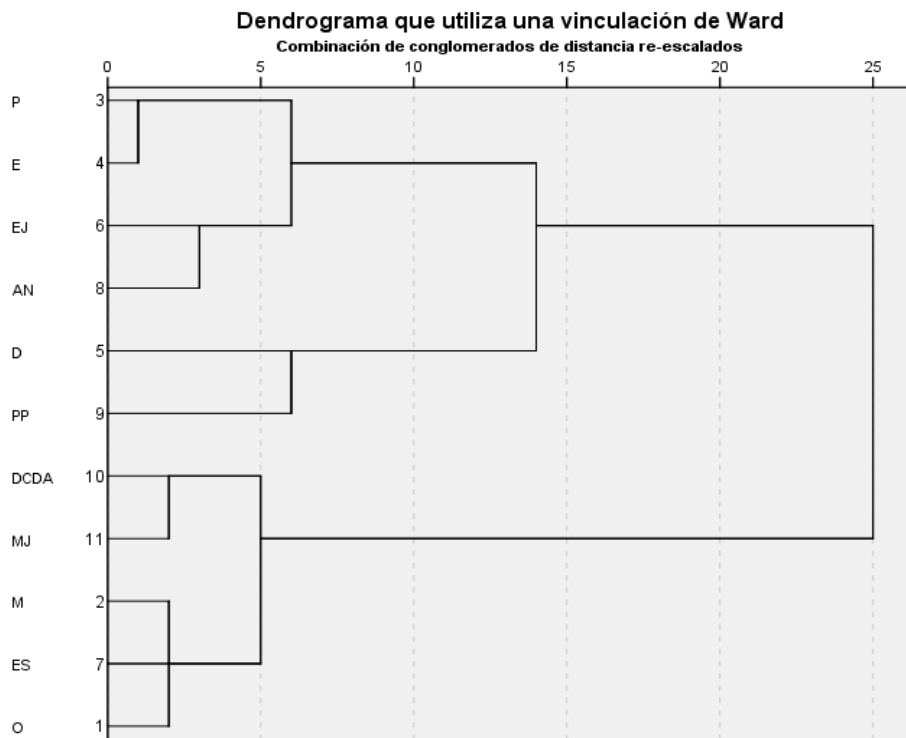 Dendrograma que utiliza una vinculación de Ward
Combinación de conglomerados de distancia re-escalados
0 5 10 15 20 25
P 3
E 4
EJ 6
AN 8
D 5
PP 9
DCDA 10
MJ 11
M 2
ES 7
O 1